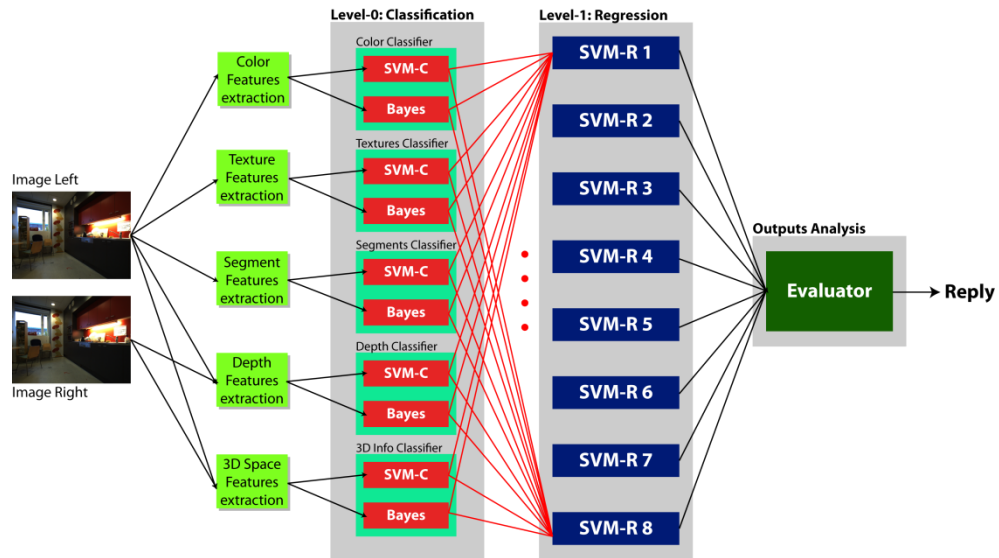 Level-0: Classification
Level-1: Regression
Color Classifier
Color
Features
extraction
SVM-C
Bayes
SVM-R 1
SVM-R 2
Textures Classifier
Texture
Features
extraction
SVM-C
Bayes
SVM-R 3
Image Left
Segments Classifier
Segment
Features
extraction
SVM-C
Bayes
SVM-R 4
SVM-R 5
Outputs Analysis
Evaluator
Reply
Image Right
Depth Classifier
Depth
Features
extraction
SVM-C
Bayes
SVM-R 6
3D Info Classifier
3D Space
Features
extraction
SVM-C
Bayes
SVM-R 7
SVM-R 8